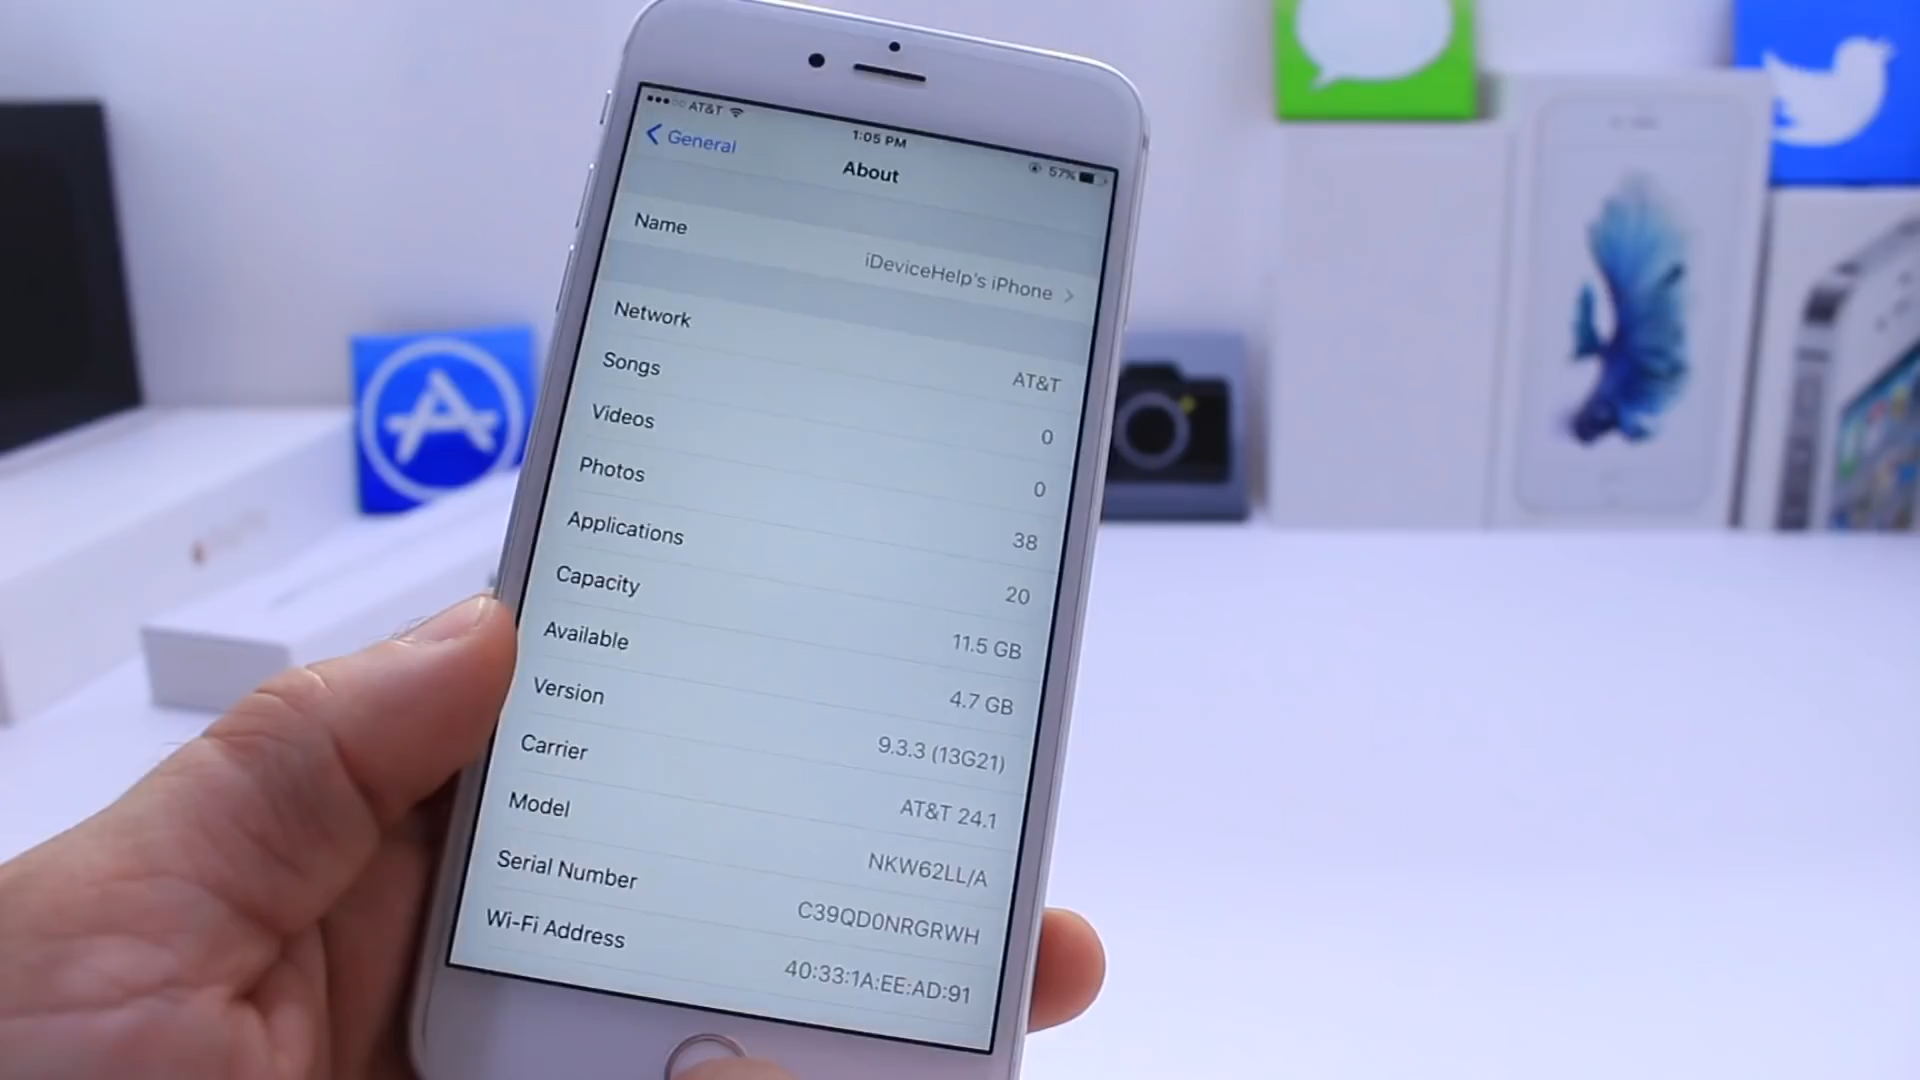 AT&T
1:05 PM
57%
General
About
Name
iDeviceHelp's iPhone
Network
AT&T
Songs
0
Videos
0
Photos
38
Applications
20
Capacity
11.5 GB
Available
4.7 GB
Version
9.3.3 (13G21)
Carrier
AT&T 24.1
Model
NKW62LL/A
Serial Number
C39QD0NRGRWH
Wi-Fi Address
40:33:1A:EE:AD:91